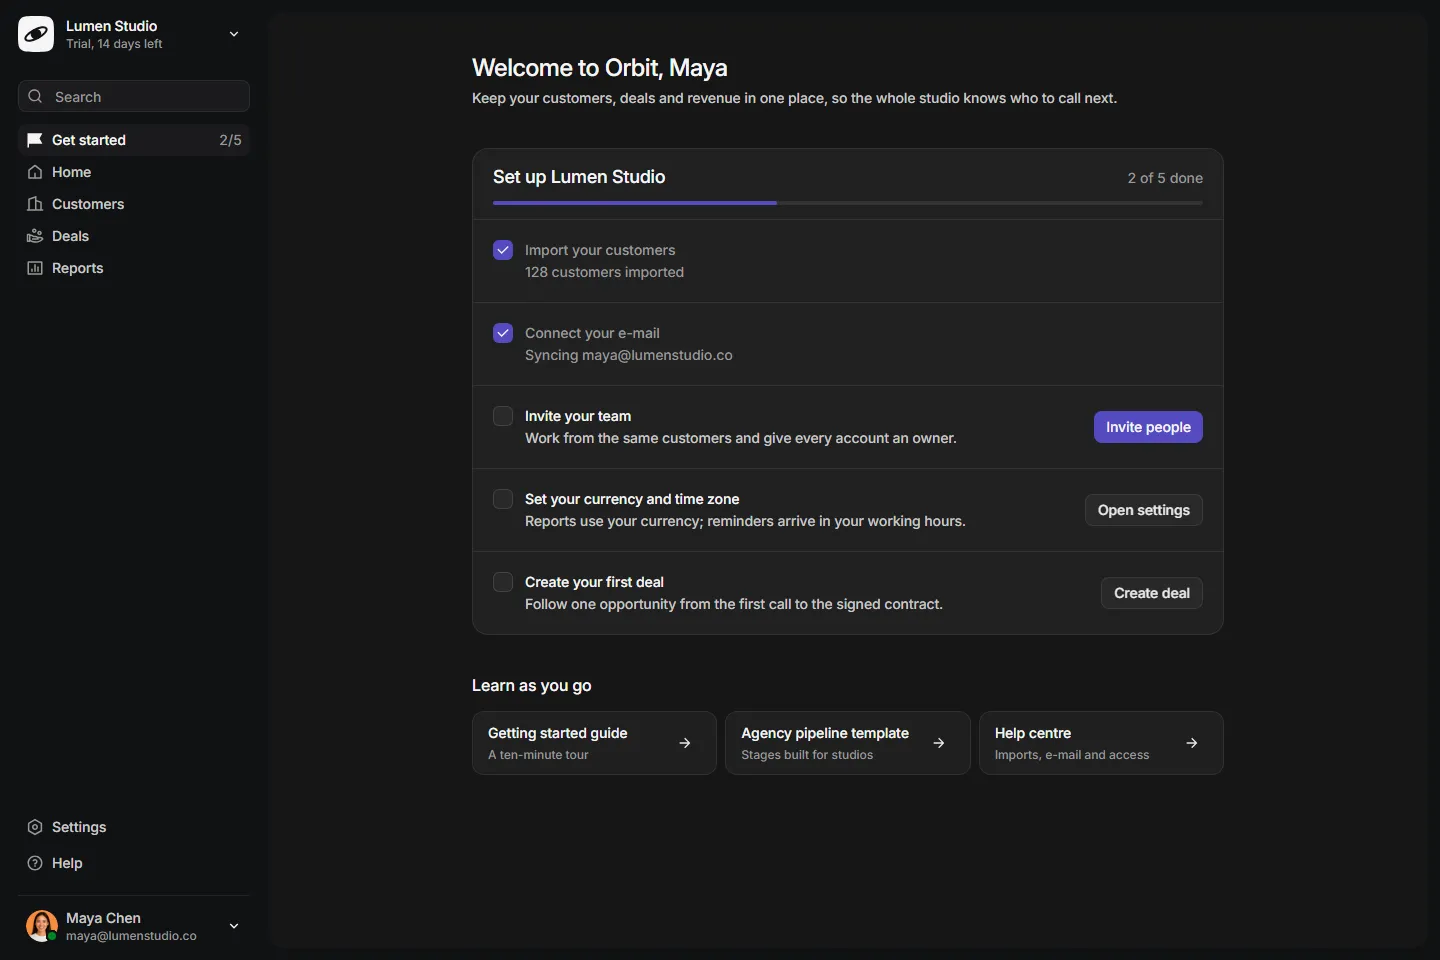 Lumen Studio
Trial, 14 days left
Search
Get started 2/5
Home
Customers
Deals
Reports
Settings
Help
Maya Chen
maya@lumenstudio.co
Welcome to Orbit, Maya
Keep your customers, deals and revenue in one place, so the whole studio knows who to call next.
Set up Lumen Studio 2 of 5 done
Import your customers
128 customers imported
Connect your e-mail
Syncing maya@lumenstudio.co
Invite your team
Work from the same customers and give every account an owner.
Invite people
Set your currency and time zone
Reports use your currency; reminders arrive in your working hours.
Open settings
Create your first deal
Follow one opportunity from the first call to the signed contract.
Create deal
Learn as you go
Getting started guide
A ten-minute tour
Agency pipeline template
Stages built for studios
Help centre
Imports, e-mail and access